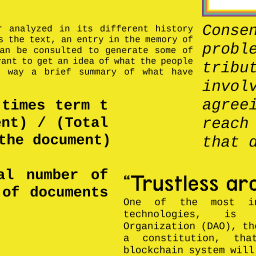 r analyzed in its different history
s the text, an entry in the memory of
an be consulted to generate some of
ant to get an idea of what the people
way a brief summary of what have
times term t
ent) / (Total
the document)
al number of
of documents
Consen
proble
tribut
involv
agreei
reach
that d
“Trustless arc
One of the most in
technologies, is
Organization (DAO), the
a constitution, that
blockchain system will